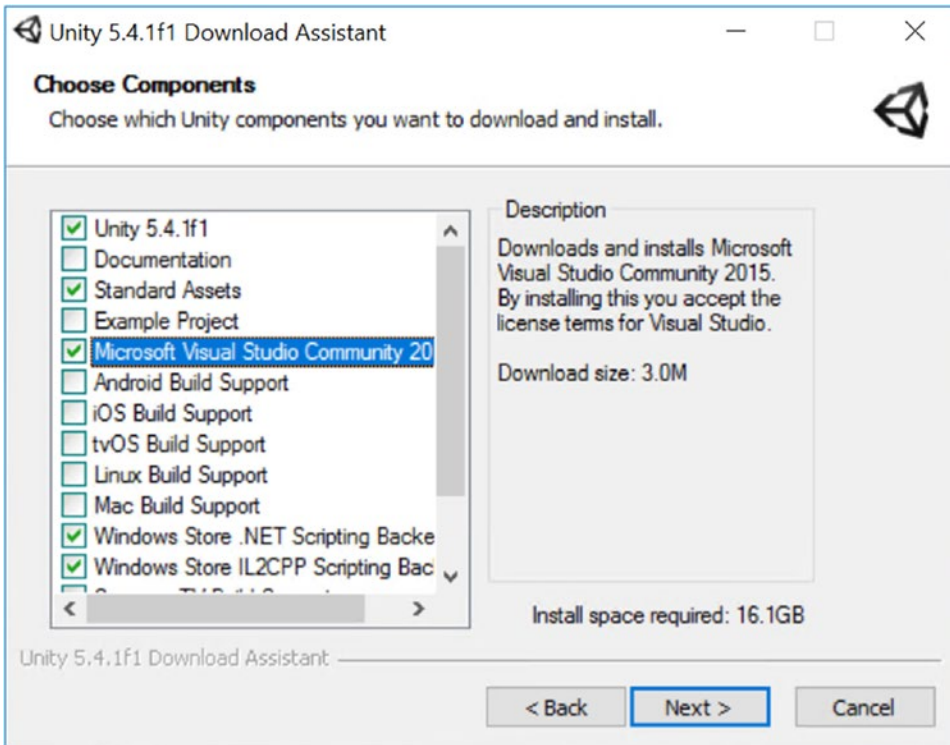 Unity 5.4.1f1 Download Assistant
Choose Components
Choose which Unity components you want to download and install.
Unity 5.4.1f1
Documentation
Standard Assets
Example Project
Microsoft Visual Studio Community 20
Android Build Support
iOS Build Support
tvOS Build Support
Linux Build Support
Mac Build Support
Windows Store .NET Scripting Backe
Windows Store IL2CPP Scripting Bac
Description
Downloads and installs Microsoft
Visual Studio Community 2015.
By installing this you accept the
license terms for Visual Studio.
Download size: 3.0M
Install space required: 16.1GB
Unity 5.4.1f1 Download Assistant
< Back
Next >
Cancel